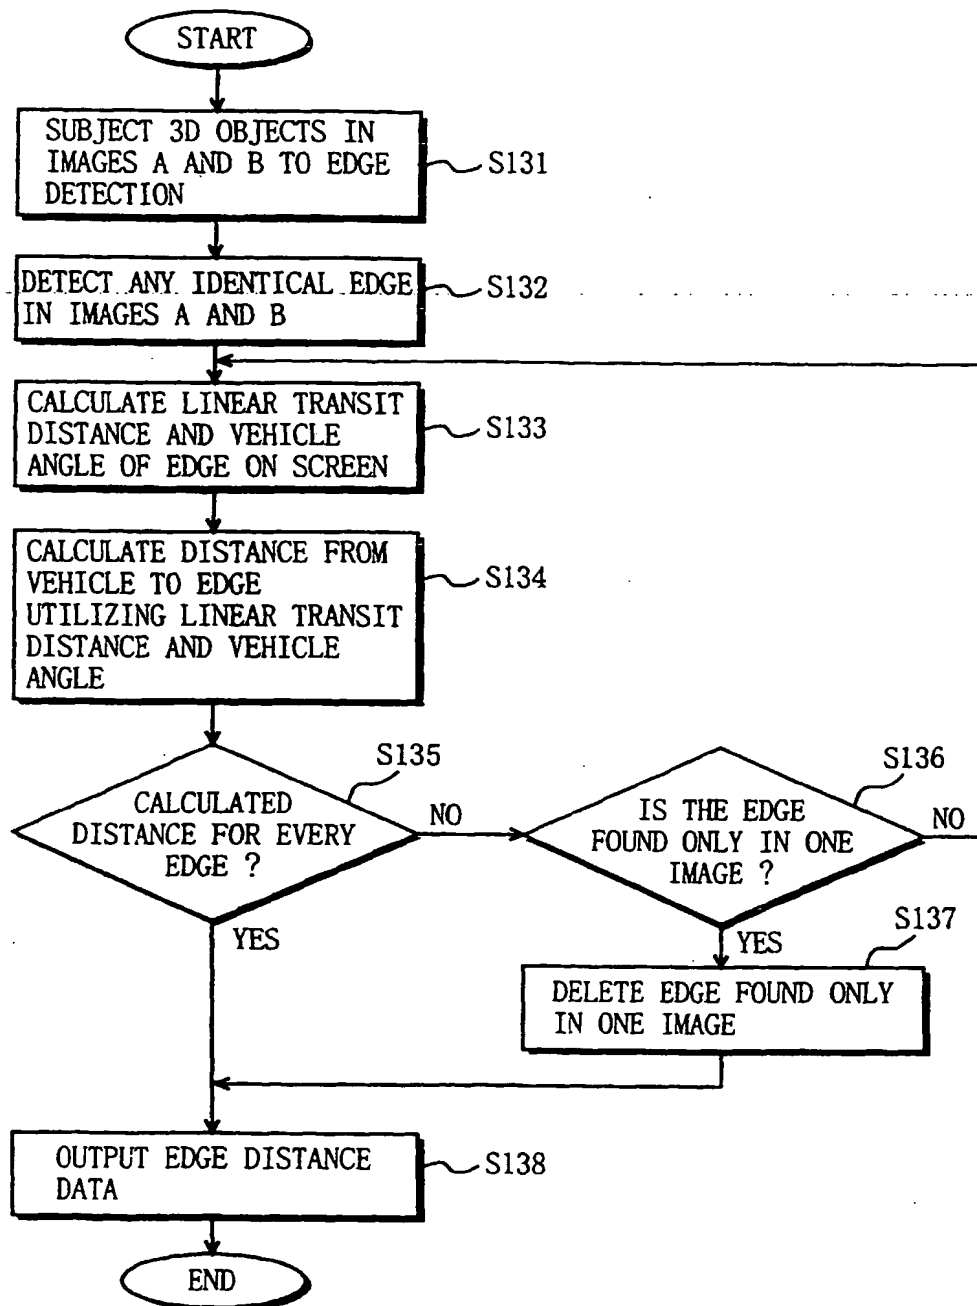 START
SUBJECT 3D OBJECTS IN
IMAGES A AND B TO EDGE
DETECTION
S131
DETECT ANY IDENTICAL EDGE
IN IMAGES A AND B
S132
CALCULATE LINEAR TRANSIT
DISTANCE AND VEHICLE
ANGLE OF EDGE ON SCREEN
S133
CALCULATE DISTANCE FROM
VEHICLE TO EDGE
UTILIZING LINEAR TRANSIT
DISTANCE AND VEHICLE
ANGLE
S134
S135
CALCULATED
DISTANCE FOR EVERY
EDGE ?
NO
YES
S136
IS THE EDGE
FOUND ONLY IN ONE
IMAGE ?
NO
YES
S137
DELETE EDGE FOUND ONLY
IN ONE IMAGE
OUTPUT EDGE DISTANCE
DATA
S138
END